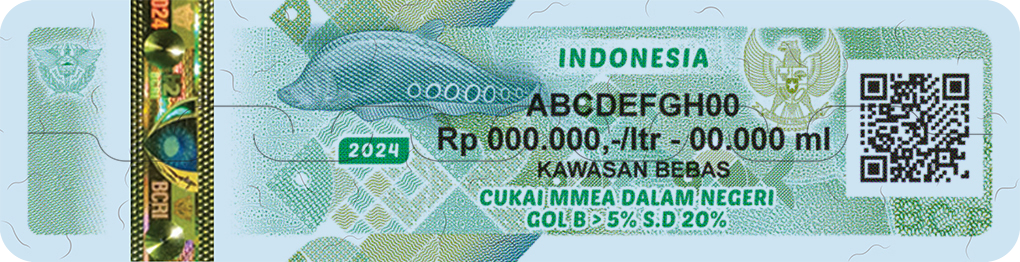 2024
BCRI
INDONESIA
ABCDEFGH00
Rp 000.000,-/ltr - 00.000 ml
2024
KAWASAN BEBAS
CUKAI MMEA DALAM NEGERI
GOL B > 5% S.D 20%